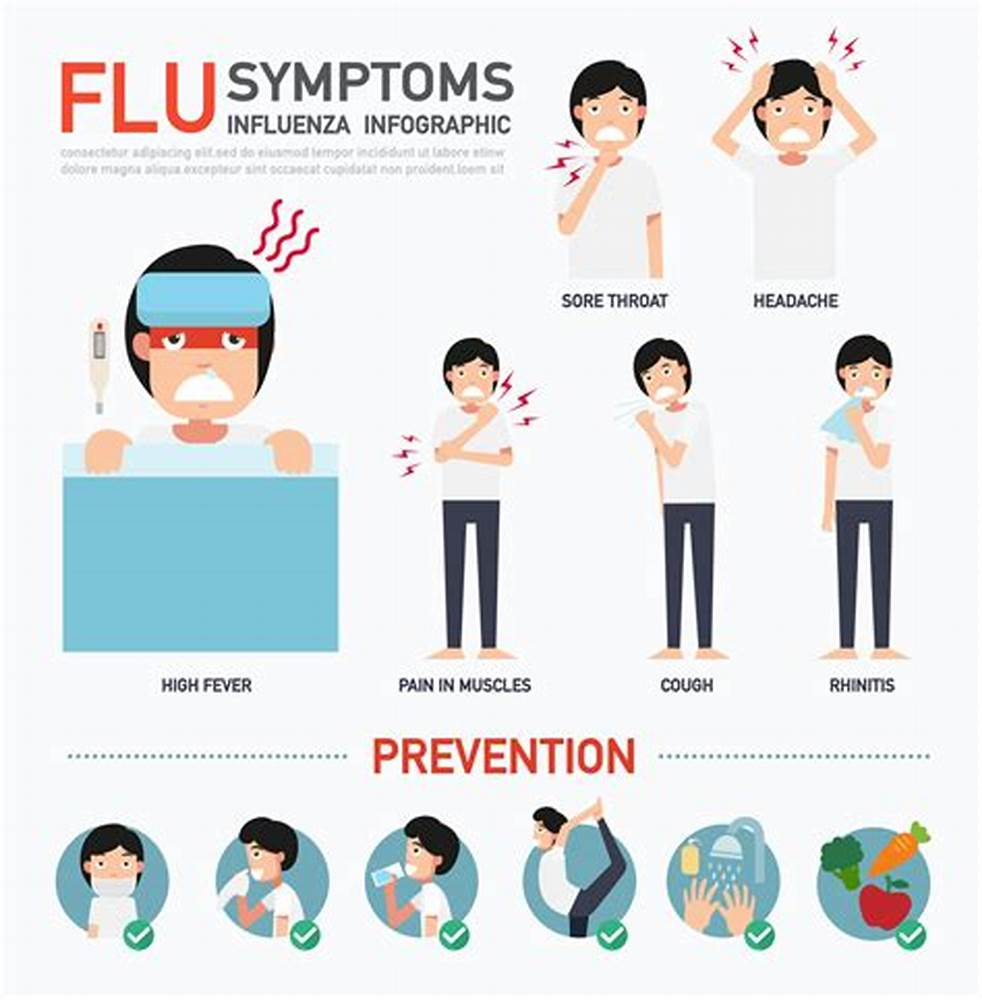 FLU SYMPTOMS
INFLUENZA INFOGRAPHIC
consectetur adipiscing elit.sed do eiusmod tempor incididunt ut labore etinw
dolore magna aliqua.excepteur sint occaecat cupidatat non proident.loem sit
SORE THROAT
HEADACHE
HIGH FEVER
PAIN IN MUSCLES
COUGH
RHINITIS
PREVENTION